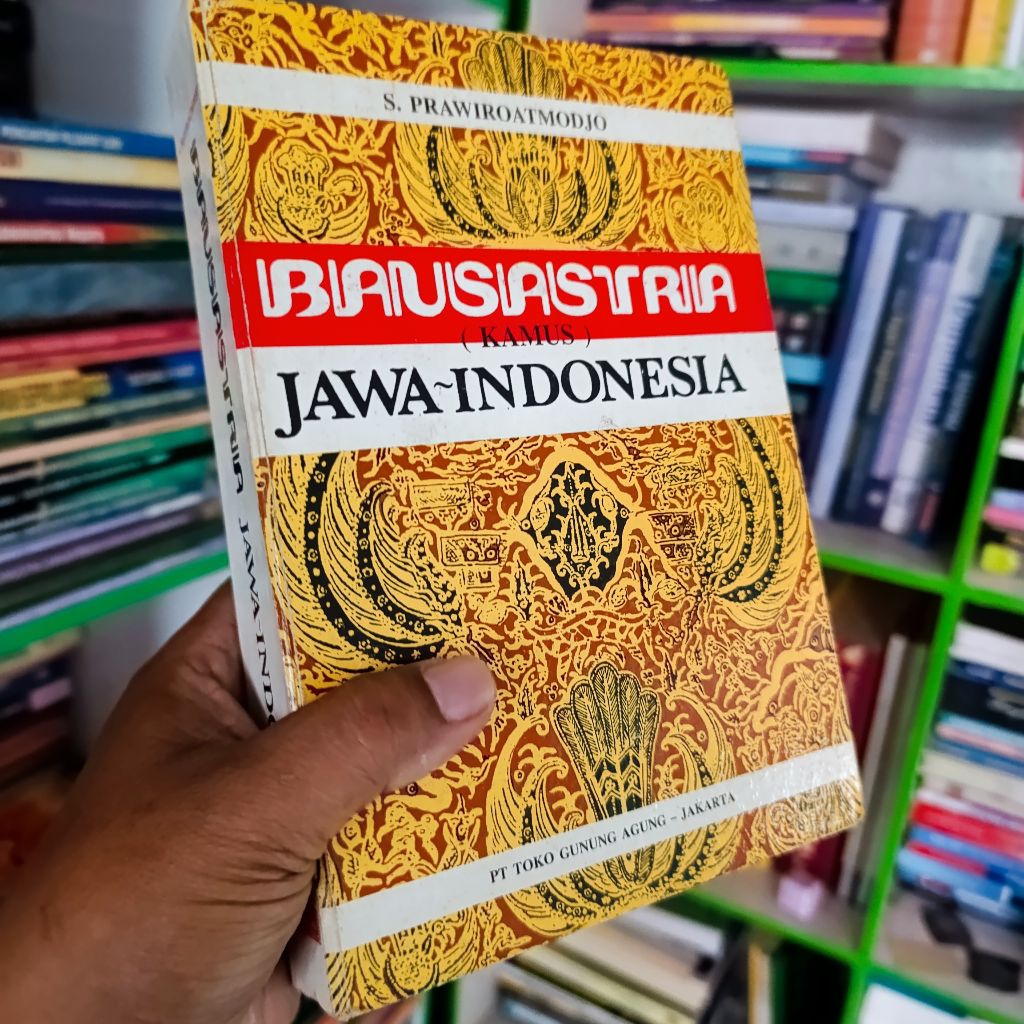 S. PRAWIROATMODJO
BAUSASTRA
( KAMUS )
JAWA~INDONESIA
PT TOKO GUNUNG AGUNG – JAKARTA
BAUSASTRA JAWA-INDO